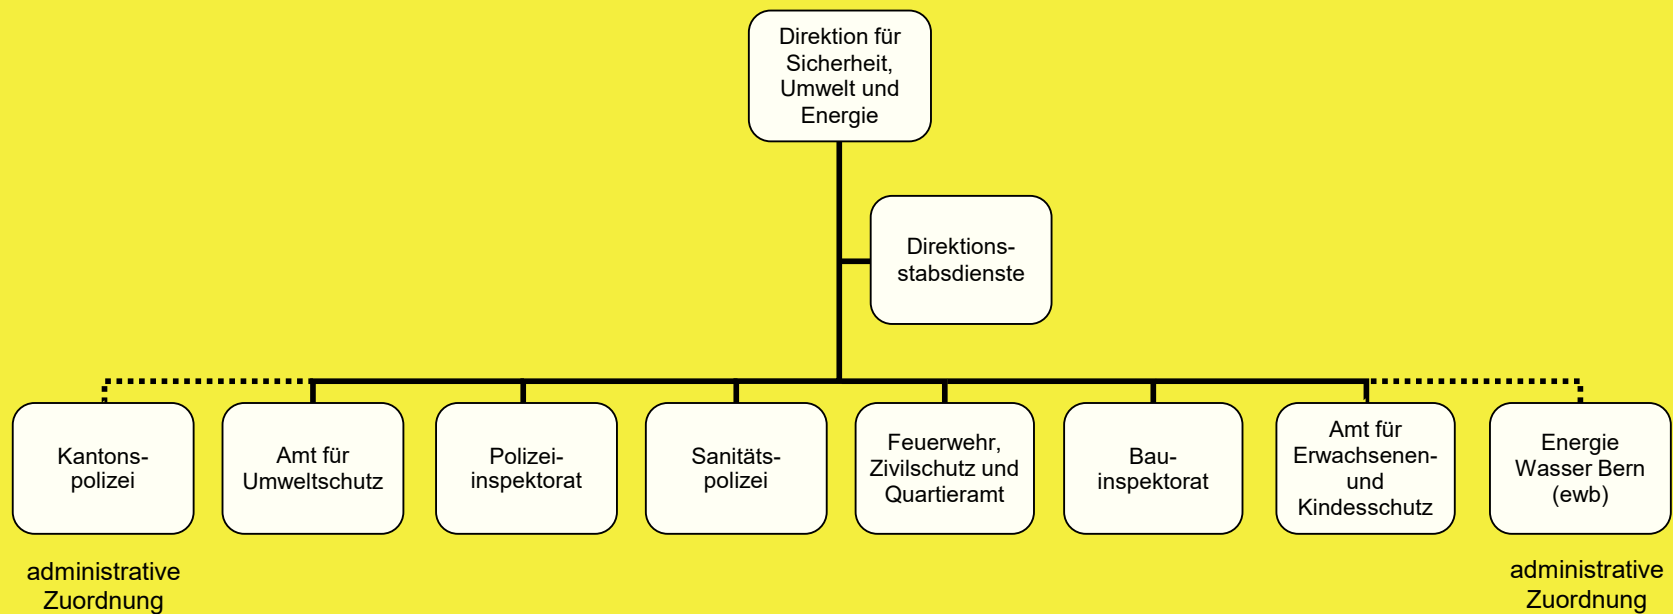 Direktion für
Sicherheit,
Umwelt und
Energie
Direktions-
stabsdienste
Kantons-
polizei
Amt für
Umweltschutz
Polizei-
inspektorat
Sanitäts-
polizei
Feuerwehr,
Zivilschutz und
Quartieramt
Bau-
inspektorat
Amt für
Erwachsenen-
und
Kindesschutz
Energie
Wasser Bern
(ewb)
administrative
Zuordnung
administrative
Zuordnung